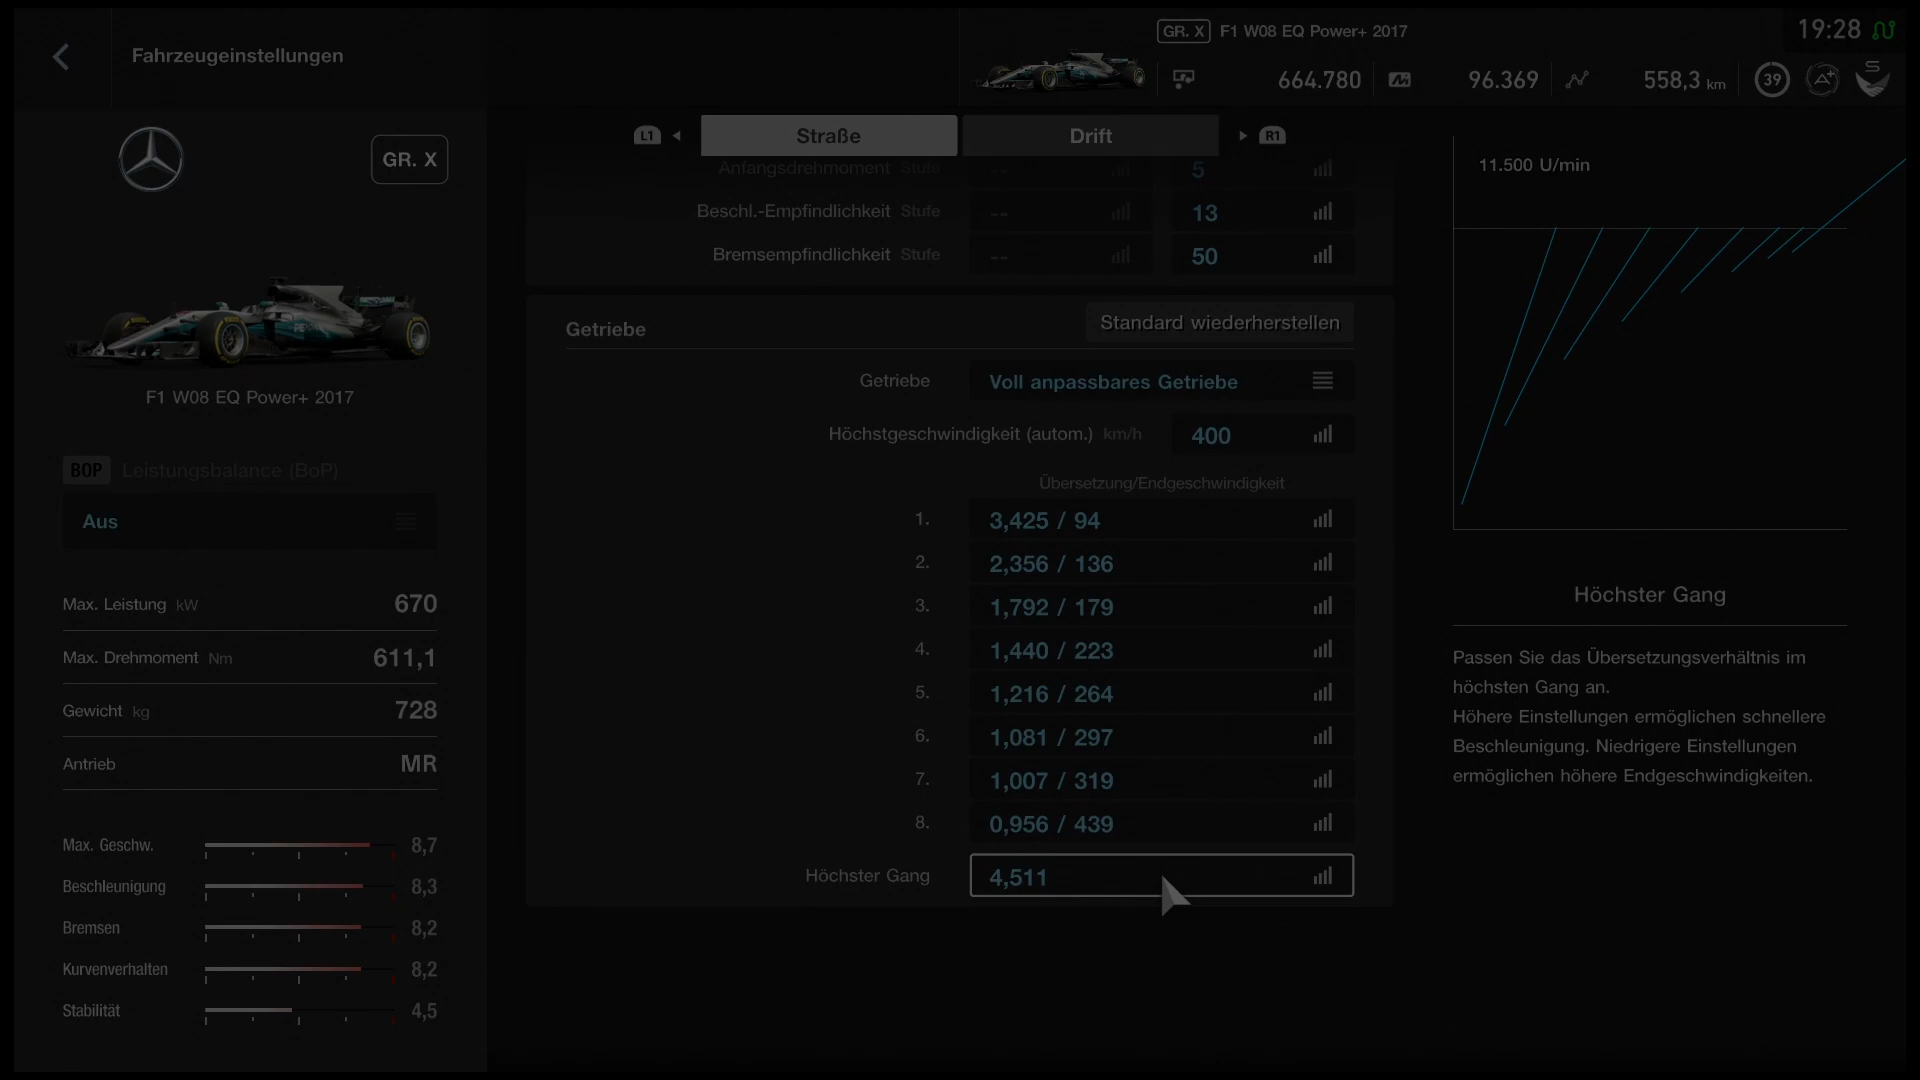 Fahrzeugeinstellungen
GR. X F1 W08 EQ Power+ 2017
19:28
664.780 96.369 558,3 km 39 A+ S
L1 Straße Drift R1
GR. X
F1 W08 EQ Power+ 2017
BOP Leistungsbalance (BoP)
Aus
Max. Leistung kW 670
Max. Drehmoment Nm 611,1
Gewicht kg 728
Antrieb MR
Max. Geschw. 8,7
Beschleunigung 8,3
Bremsen 8,2
Kurvenverhalten 8,2
Stabilität 4,5
Anfangsdrehmoment Stufe -- 5
Beschl.-Empfindlichkeit Stufe -- 13
Bremsempfindlichkeit Stufe -- 50
Getriebe Standard wiederherstellen
Getriebe Voll anpassbares Getriebe
Höchstgeschwindigkeit (autom.) km/h 400
Übersetzung/Endgeschwindigkeit
1. 3,425 / 94
2. 2,356 / 136
3. 1,792 / 179
4. 1,440 / 223
5. 1,216 / 264
6. 1,081 / 297
7. 1,007 / 319
8. 0,956 / 439
Höchster Gang 4,511
11.500 U/min
Höchster Gang
Passen Sie das Übersetzungsverhältnis im
höchsten Gang an.
Höhere Einstellungen ermöglichen schnellere
Beschleunigung. Niedrigere Einstellungen
ermöglichen höhere Endgeschwindigkeiten.